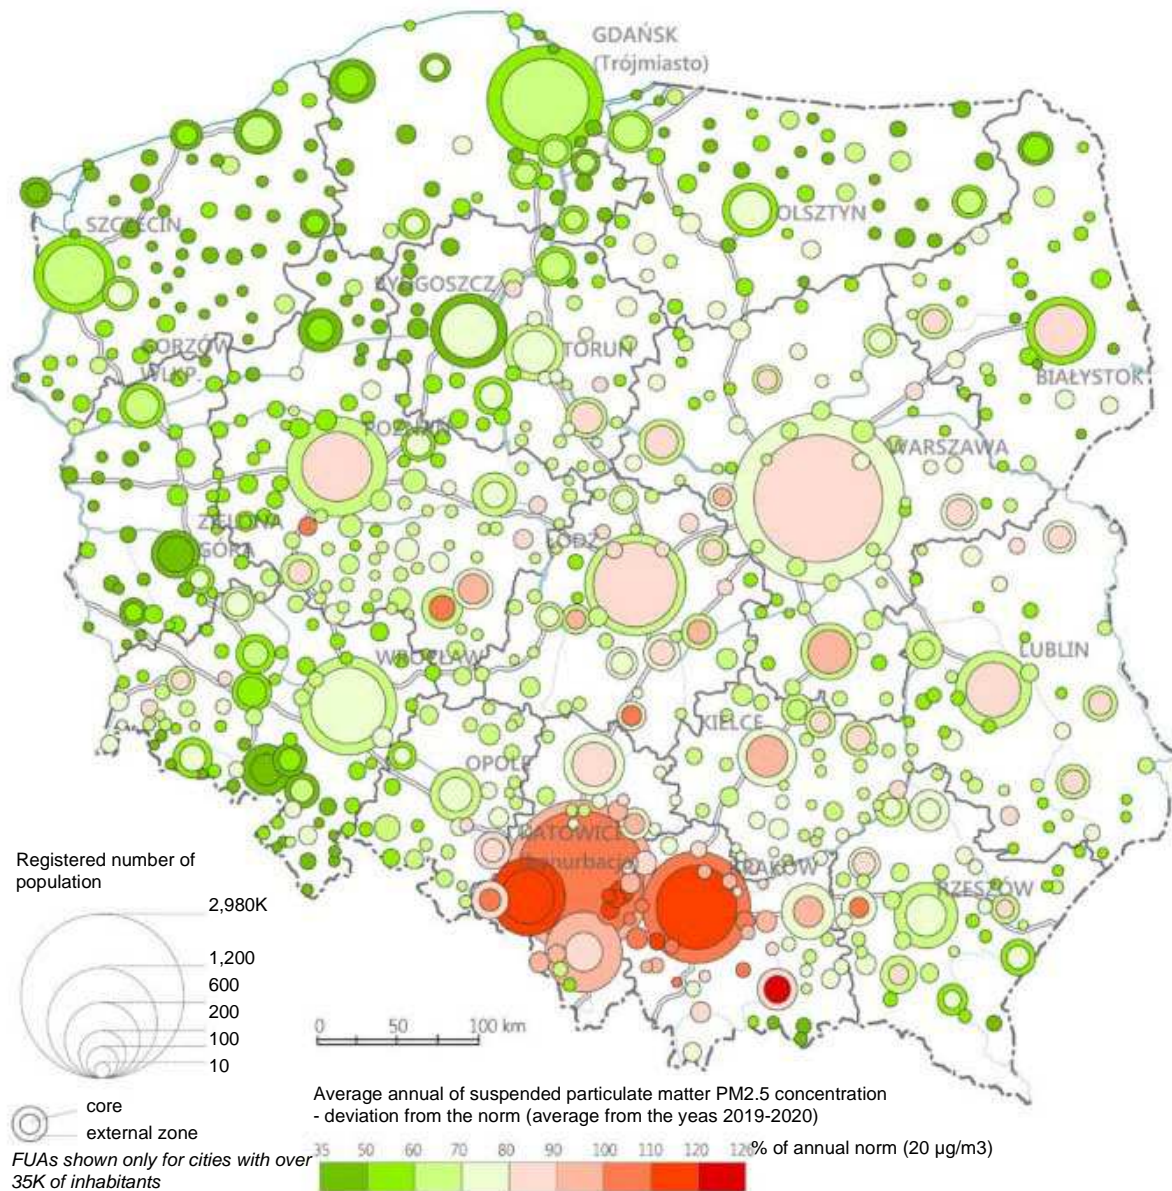 GDAŃSK
(Trójmiasto)
SZCZECIN
OLSZTYN
BYDGOSZCZ
GORZÓW
WLKP.
TORUŃ
BIAŁYSTOK
POZNAŃ
WARSZAWA
ZIELONA
GÓRA
ŁÓDŹ
WROCŁAW
LUBLIN
KIELCE
OPOLE
KATOWICE
(konurbacja)
KRAKÓW
RZESZÓW
Registered number of
population
2,980K
1,200
600
200
100
10
0 50 100 km
core
external zone
FUAs shown only for cities with over
35K of inhabitants
Average annual of suspended particulate matter PM2.5 concentration
- deviation from the norm (average from the yeas 2019-2020)
35 50 60 70 80 90 100 110 120 126 % of annual norm (20 µg/m3)